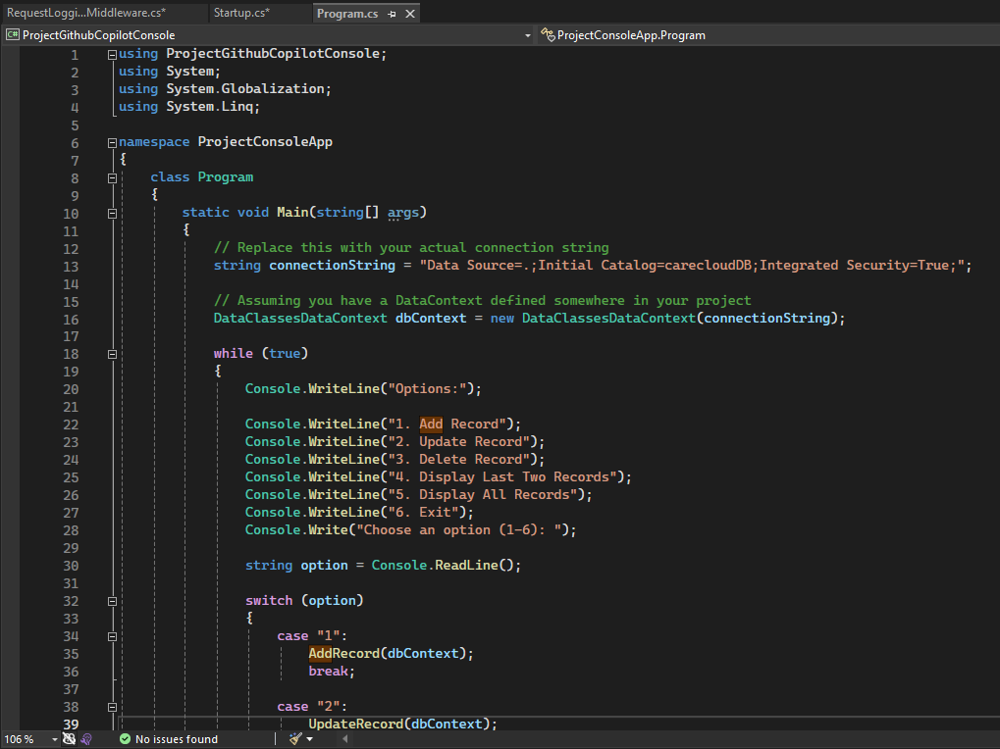 RequestLoggi...Middleware.cs* Startup.cs* Program.cs
C# ProjectGithubCopilotConsole ProjectConsoleApp.Program
1 using ProjectGithubCopilotConsole;
2 using System;
3 using System.Globalization;
4 using System.Linq;
5
6 namespace ProjectConsoleApp
7 {
8 class Program
9 {
10 static void Main(string[] args)
11 {
12 // Replace this with your actual connection string
13 string connectionString = "Data Source=.;Initial Catalog=carecloudDB;Integrated Security=True;";
14
15 // Assuming you have a DataContext defined somewhere in your project
16 DataClassesDataContext dbContext = new DataClassesDataContext(connectionString);
17
18 while (true)
19 {
20 Console.WriteLine("Options:");
21
22 Console.WriteLine("1. Add Record");
23 Console.WriteLine("2. Update Record");
24 Console.WriteLine("3. Delete Record");
25 Console.WriteLine("4. Display Last Two Records");
26 Console.WriteLine("5. Display All Records");
27 Console.WriteLine("6. Exit");
28 Console.Write("Choose an option (1-6): ");
29
30 string option = Console.ReadLine();
31
32 switch (option)
33 {
34 case "1":
35 AddRecord(dbContext);
36 break;
37
38 case "2":
39 UpdateRecord(dbContext);
106 % No issues found